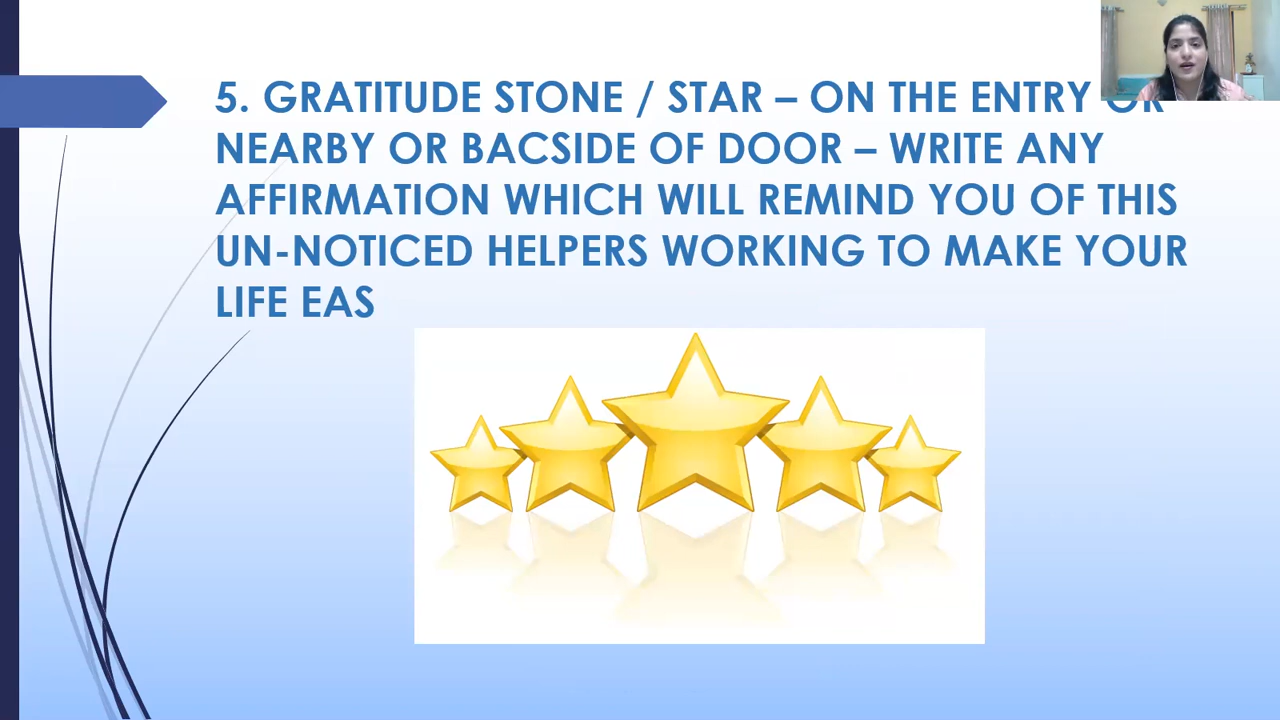 5. GRATITUDE STONE / STAR – ON THE ENTRY OR
NEARBY OR BACSIDE OF DOOR – WRITE ANY
AFFIRMATION WHICH WILL REMIND YOU OF THIS
UN-NOTICED HELPERS WORKING TO MAKE YOUR
LIFE EAS